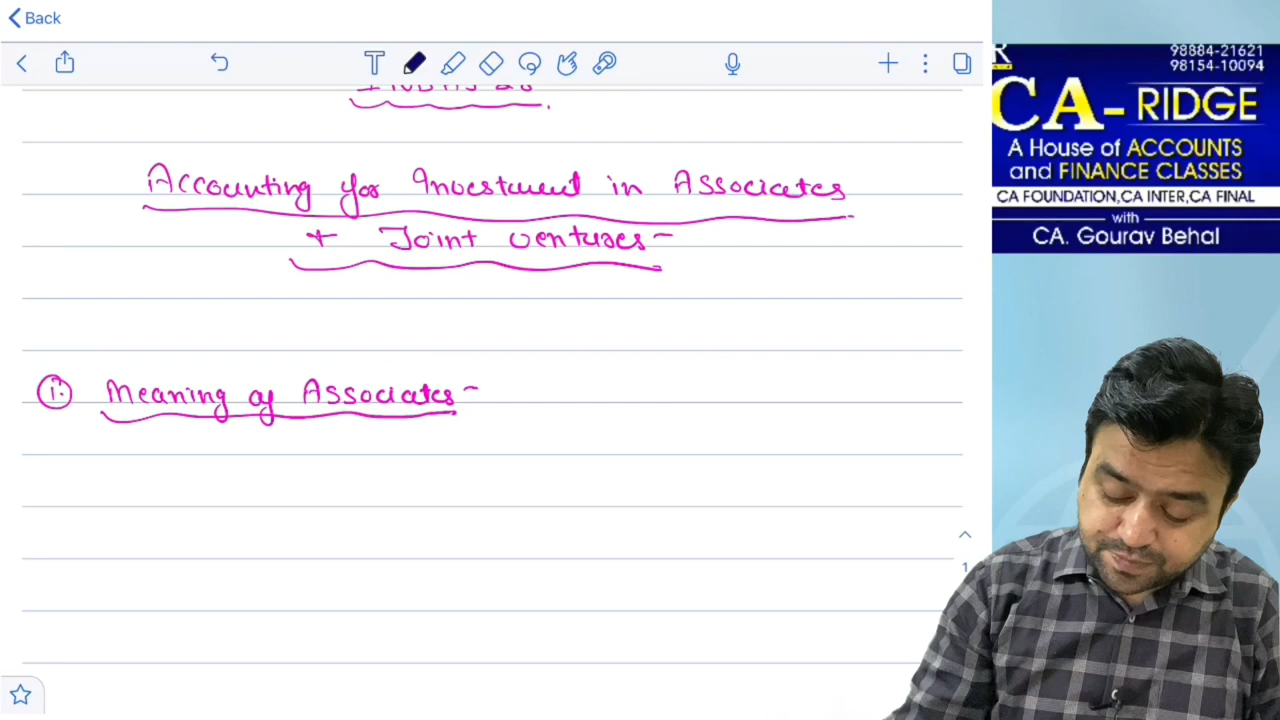 Back
98884-21621
98154-10094
R
CA- RIDGE
A House of ACCOUNTS
and FINANCE CLASSES
CA FOUNDATION,CA INTER,CA FINAL
with
CA. Gourav Behal
Accounting for Investment in Associates
+ Joint Ventures-
1. Meaning of Associates-
1